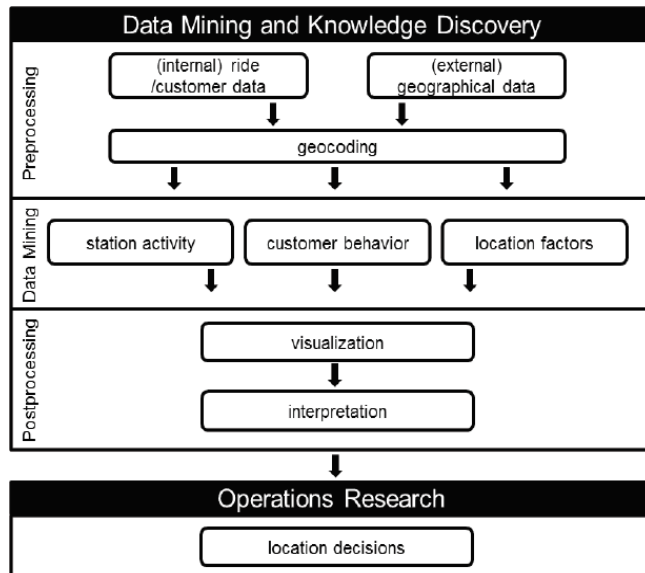 Data Mining and Knowledge Discovery
Preprocessing
(internal) ride
/customer data
(external)
geographical data
geocoding
Data Mining
station activity
customer behavior
location factors
Postprocessing
visualization
interpretation
Operations Research
location decisions